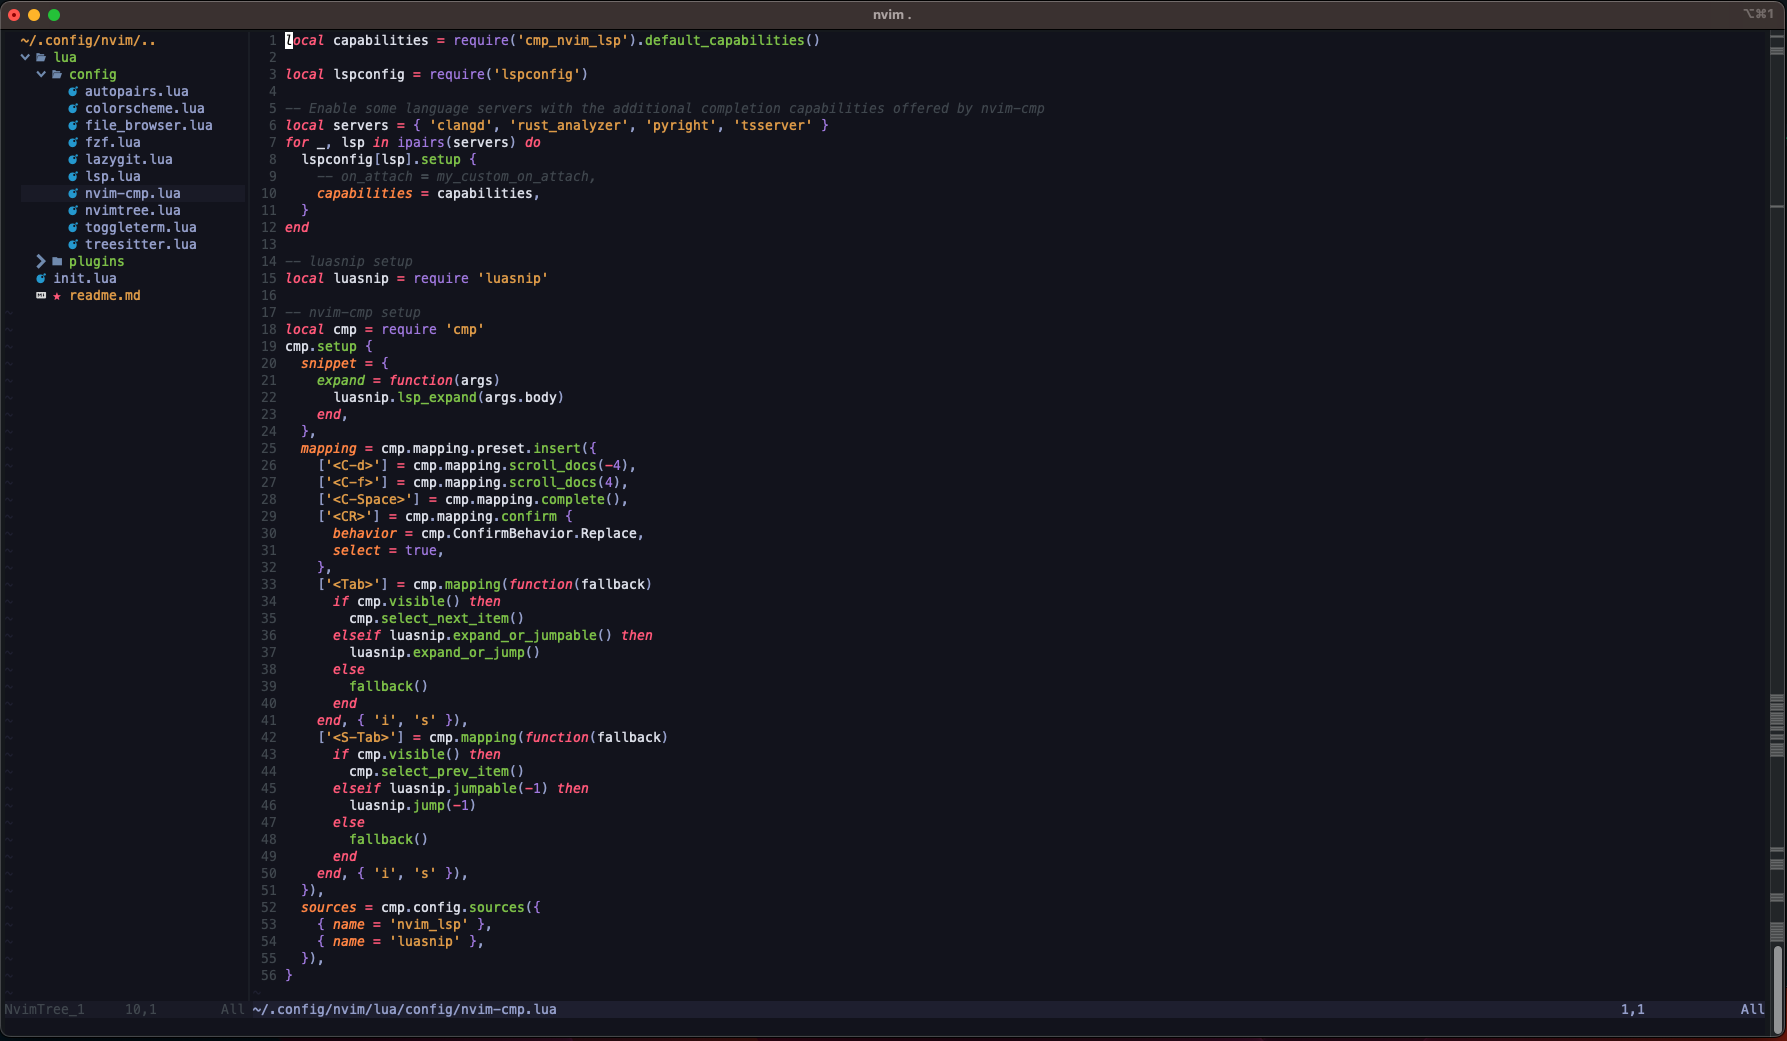 nvim .
⌥⌘1
~/.config/nvim/..
lua
config
autopairs.lua
colorscheme.lua
file_browser.lua
fzf.lua
lazygit.lua
lsp.lua
nvim-cmp.lua
nvimtree.lua
toggleterm.lua
treesitter.lua
plugins
init.lua
★ readme.md
1 local capabilities = require('cmp_nvim_lsp').default_capabilities()
2
3 local lspconfig = require('lspconfig')
4
5 -- Enable some language servers with the additional completion capabilities offered by nvim-cmp
6 local servers = { 'clangd', 'rust_analyzer', 'pyright', 'tsserver' }
7 for _, lsp in ipairs(servers) do
8   lspconfig[lsp].setup {
9     -- on_attach = my_custom_on_attach,
10     capabilities = capabilities,
11   }
12 end
13
14 -- luasnip setup
15 local luasnip = require 'luasnip'
16
17 -- nvim-cmp setup
18 local cmp = require 'cmp'
19 cmp.setup {
20   snippet = {
21     expand = function(args)
22       luasnip.lsp_expand(args.body)
23     end,
24   },
25   mapping = cmp.mapping.preset.insert({
26     ['<C-d>'] = cmp.mapping.scroll_docs(-4),
27     ['<C-f>'] = cmp.mapping.scroll_docs(4),
28     ['<C-Space>'] = cmp.mapping.complete(),
29     ['<CR>'] = cmp.mapping.confirm {
30       behavior = cmp.ConfirmBehavior.Replace,
31       select = true,
32     },
33     ['<Tab>'] = cmp.mapping(function(fallback)
34       if cmp.visible() then
35         cmp.select_next_item()
36       elseif luasnip.expand_or_jumpable() then
37         luasnip.expand_or_jump()
38       else
39         fallback()
40       end
41     end, { 'i', 's' }),
42     ['<S-Tab>'] = cmp.mapping(function(fallback)
43       if cmp.visible() then
44         cmp.select_prev_item()
45       elseif luasnip.jumpable(-1) then
46         luasnip.jump(-1)
47       else
48         fallback()
49       end
50     end, { 'i', 's' }),
51   }),
52   sources = cmp.config.sources({
53     { name = 'nvim_lsp' },
54     { name = 'luasnip' },
55   }),
56 }
NvimTree_1 10,1 All ~/.config/nvim/lua/config/nvim-cmp.lua 1,1 All